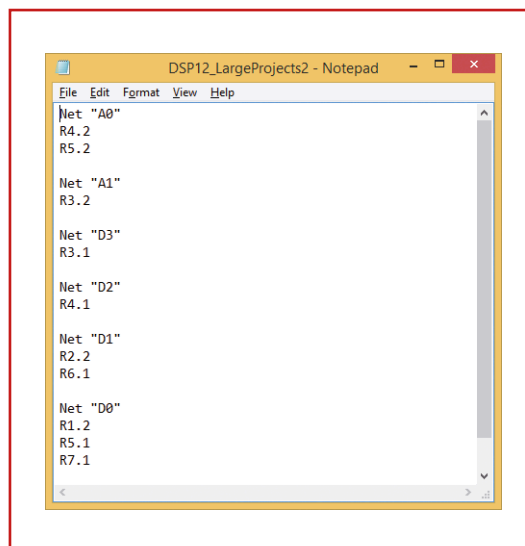 DSP12_LargeProjects2 - Notepad
File Edit Format View Help
Net "A0"
R4.2
R5.2
Net "A1"
R3.2
Net "D3"
R3.1
Net "D2"
R4.1
Net "D1"
R2.2
R6.1
Net "D0"
R1.2
R5.1
R7.1